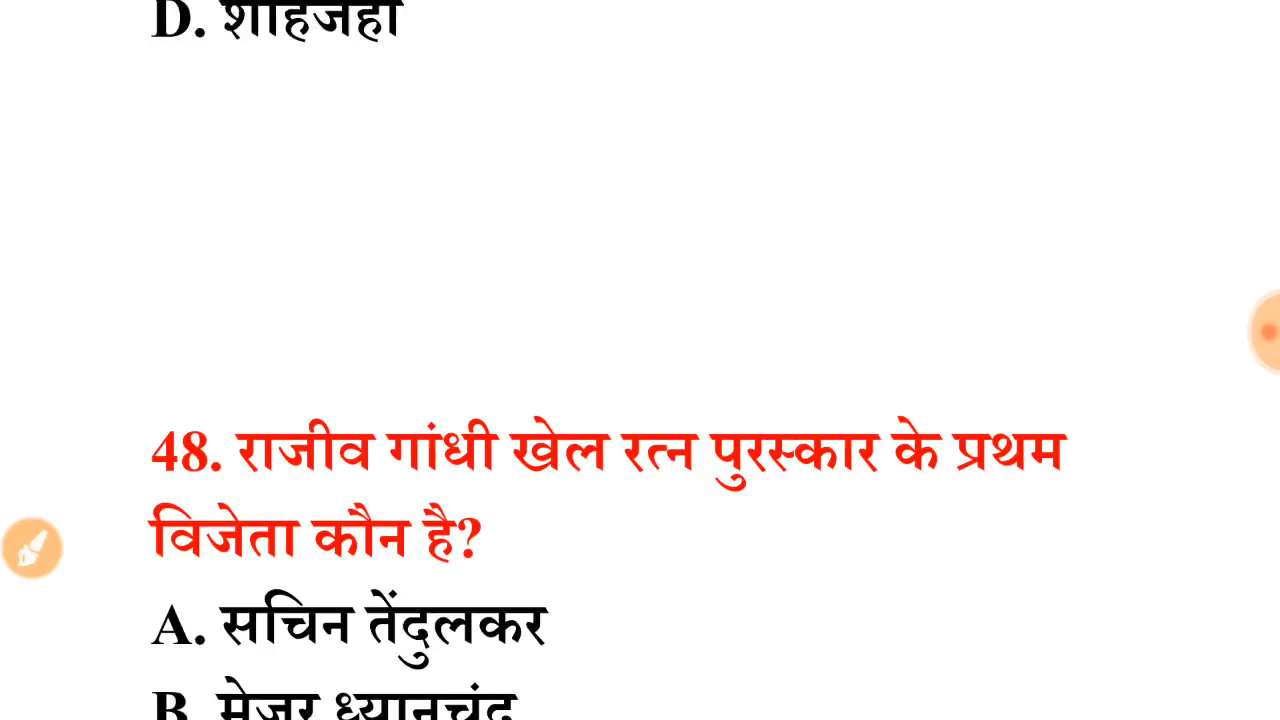 D. शाहजहाँ
48. राजीव गांधी खेल रत्न पुरस्कार के प्रथम
विजेता कौन है?
A. सचिन तेंदुलकर
B. मेजर ध्यानचंद